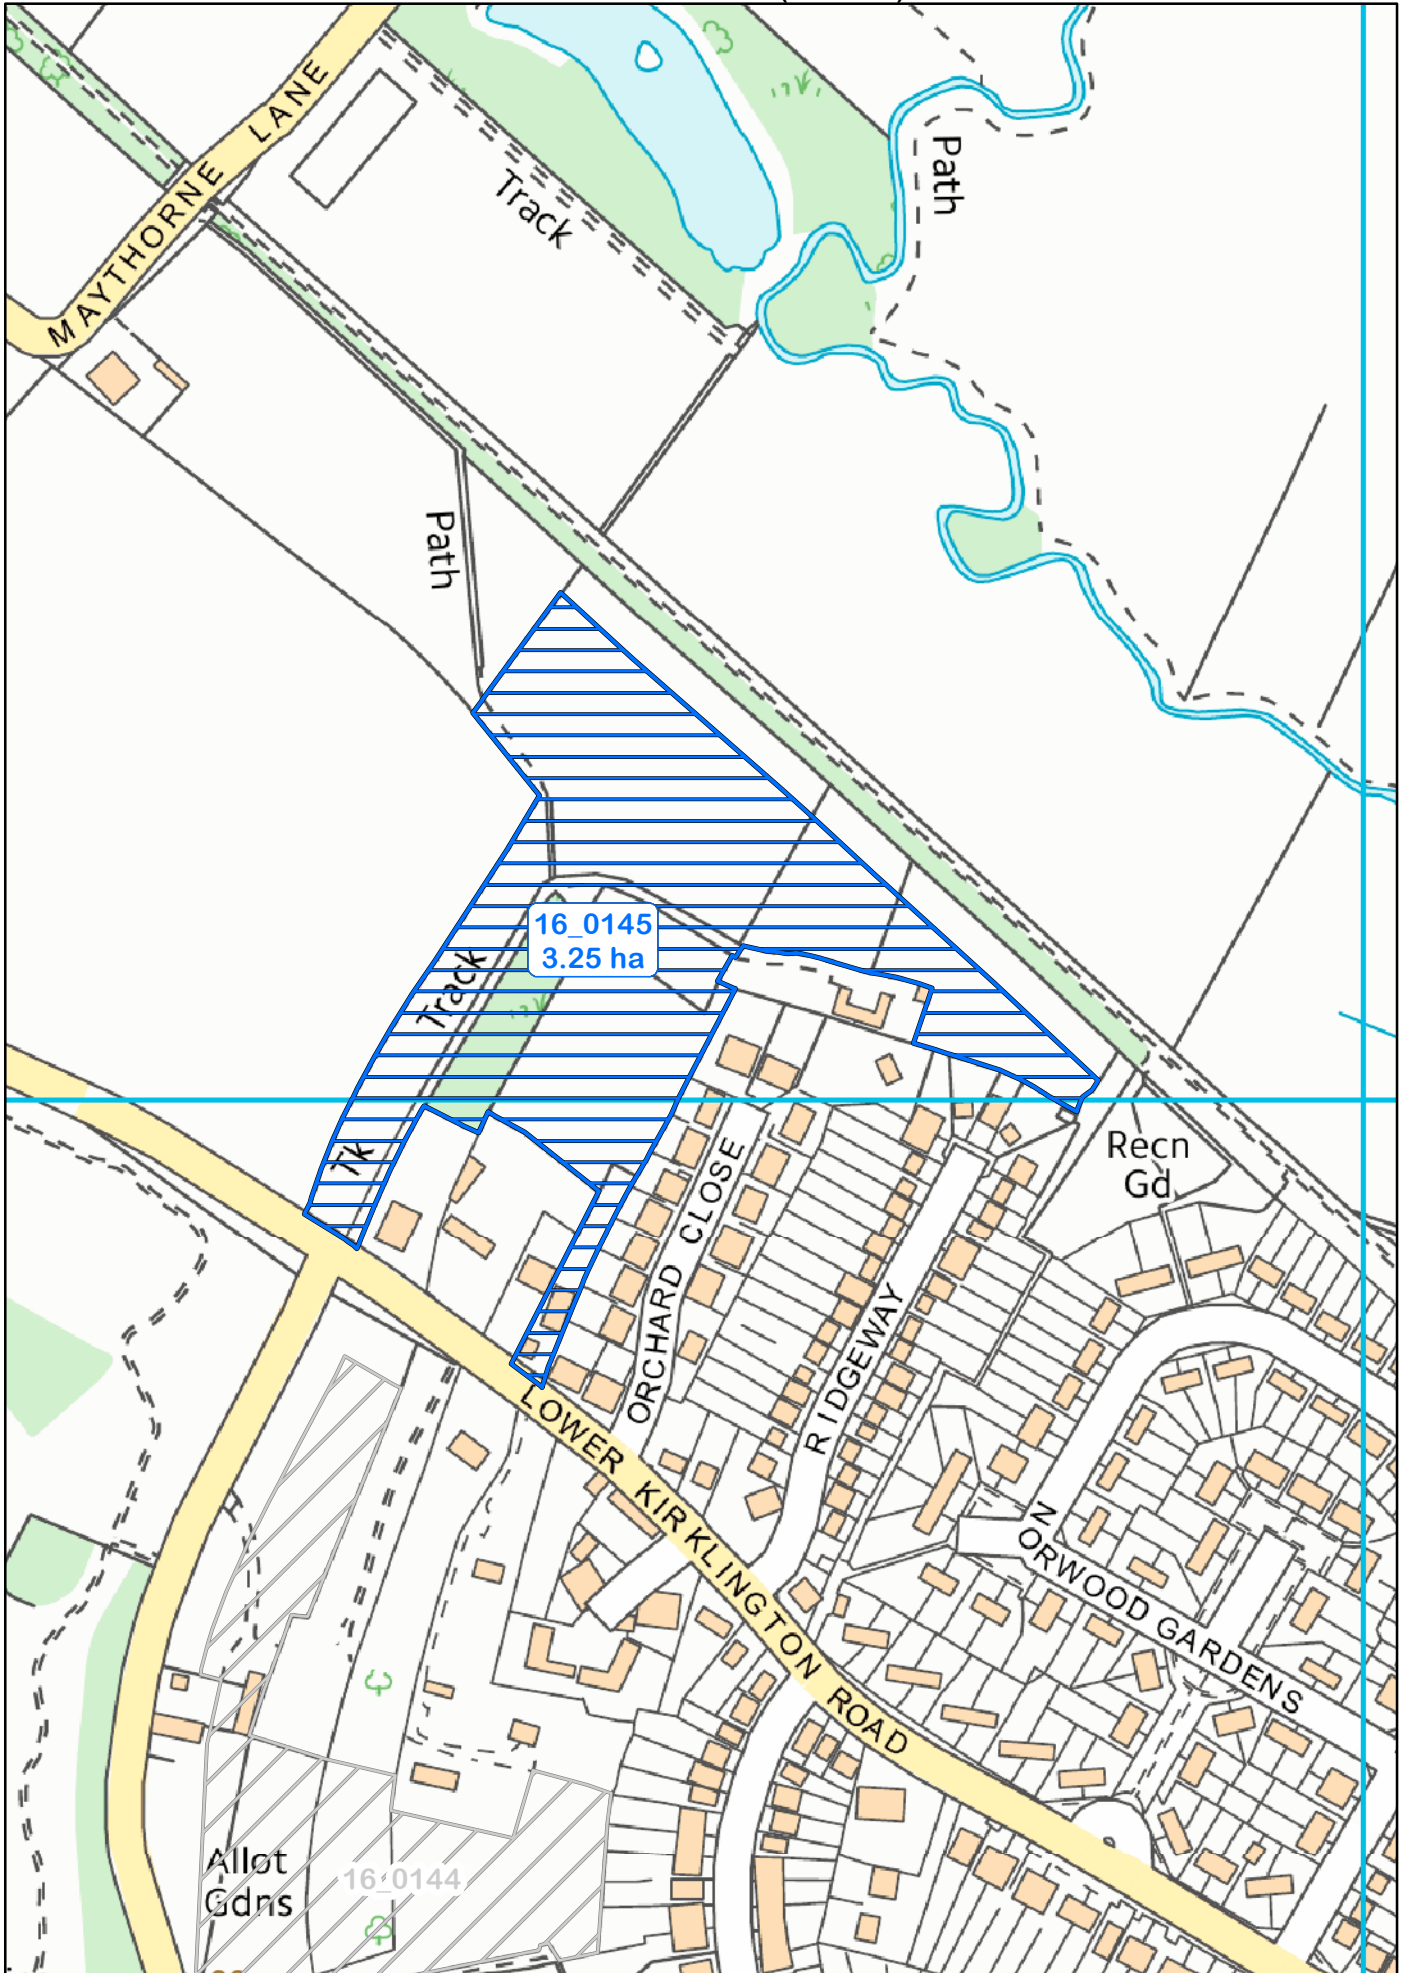 MAYTHORNE LANE
Track
Path
Path
16_0145
3.25 ha
Track
Tk
Recn
Gd
ORCHARD CLOSE
RIDGEWAY
LOWER KIRKLINGTON ROAD
NORWOOD GARDENS
Allot
Gdns
16_0144